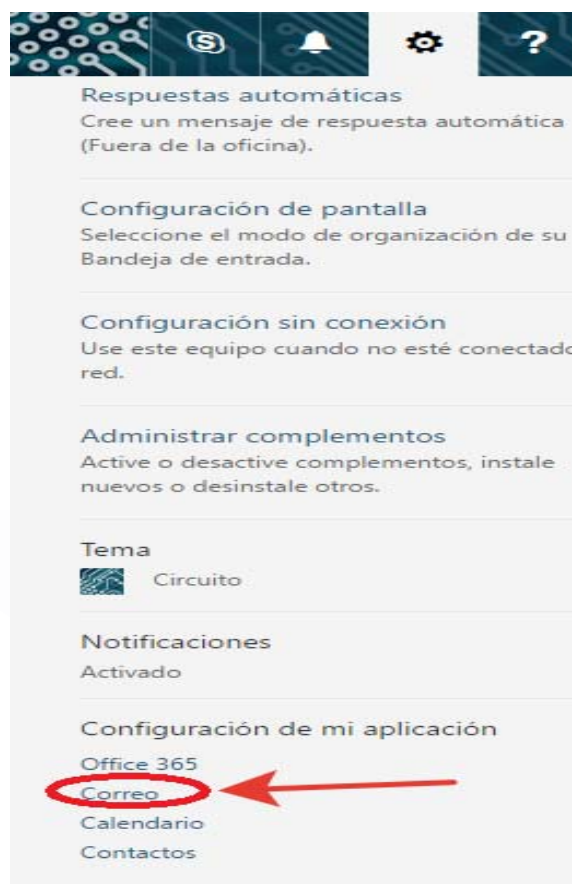 Respuestas automáticas
Cree un mensaje de respuesta automática
(Fuera de la oficina).
Configuración de pantalla
Seleccione el modo de organización de su
Bandeja de entrada.
Configuración sin conexión
Use este equipo cuando no esté conectado
red.
Administrar complementos
Active o desactive complementos, instale
nuevos o desinstale otros.
Tema
Circuito
Notificaciones
Activado
Configuración de mi aplicación
Office 365
Correo
Calendario
Contactos